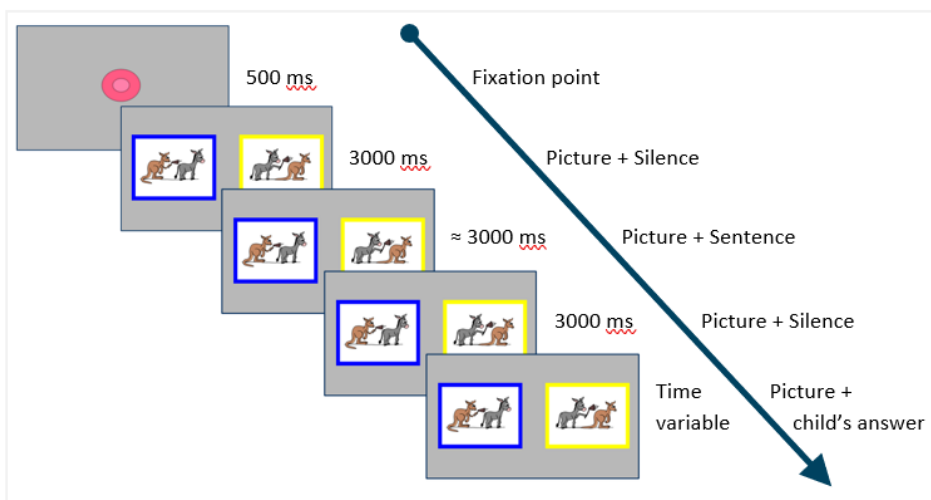 500 ms
Fixation point
3000 ms
Picture + Silence
≈ 3000 ms
Picture + Sentence
3000 ms
Picture + Silence
Time
variable
Picture +
child’s answer